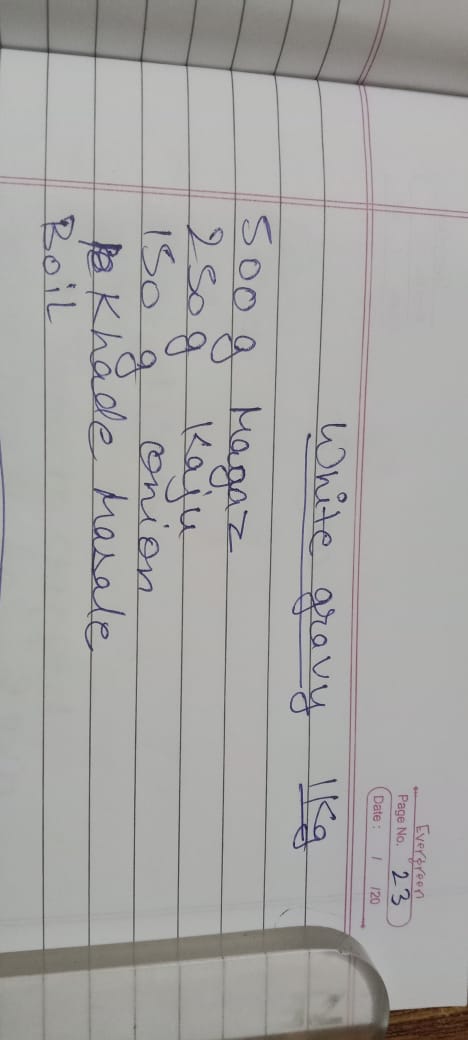 Evergreen
Page No. 23
Date: / /20
White gravy 1Kg
500 g Magaz
250 g Kaju
150 g onion
Khade Masale
Boil